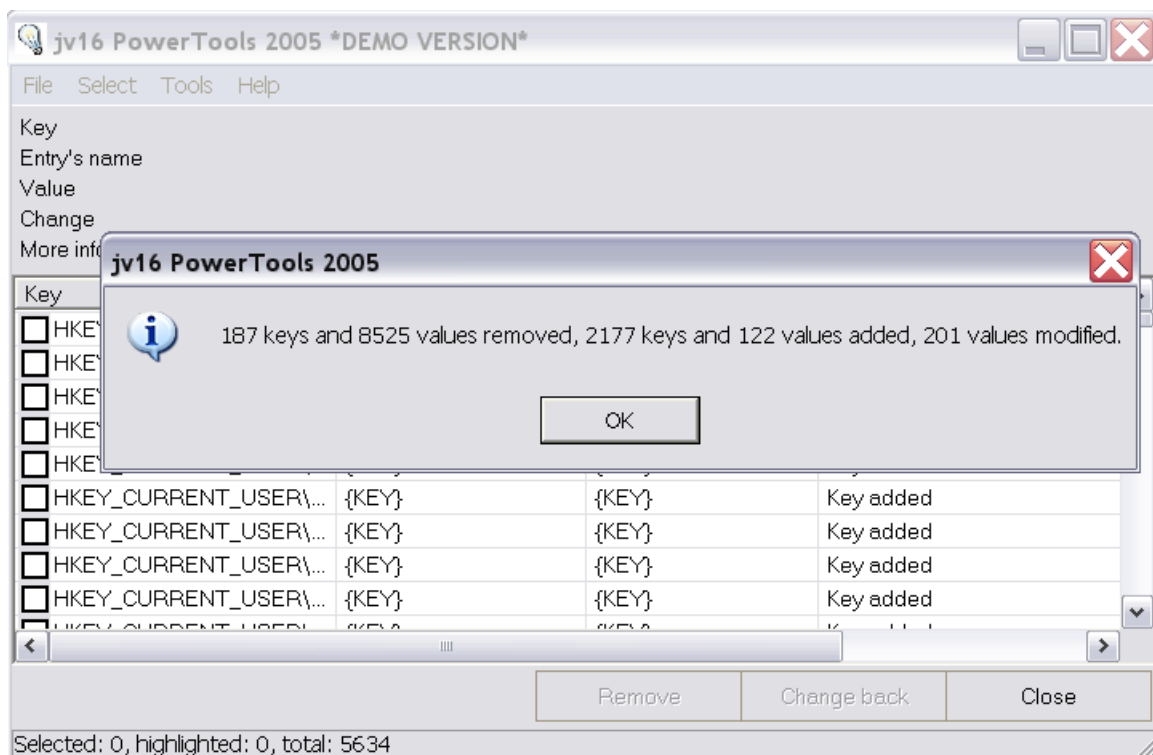 jv16 PowerTools 2005 *DEMO VERSION*
File Select Tools Help
Key
Entry's name
Value
Change
More info
jv16 PowerTools 2005
187 keys and 8525 values removed, 2177 keys and 122 values added, 201 values modified.
OK
Key
HKEY
HKEY
HKEY
HKEY
HKEY
HKEY_CURRENT_USER\... {KEY} {KEY} Key added
HKEY_CURRENT_USER\... {KEY} {KEY} Key added
HKEY_CURRENT_USER\... {KEY} {KEY} Key added
HKEY_CURRENT_USER\... {KEY} {KEY} Key added
Remove Change back Close
Selected: 0, highlighted: 0, total: 5634